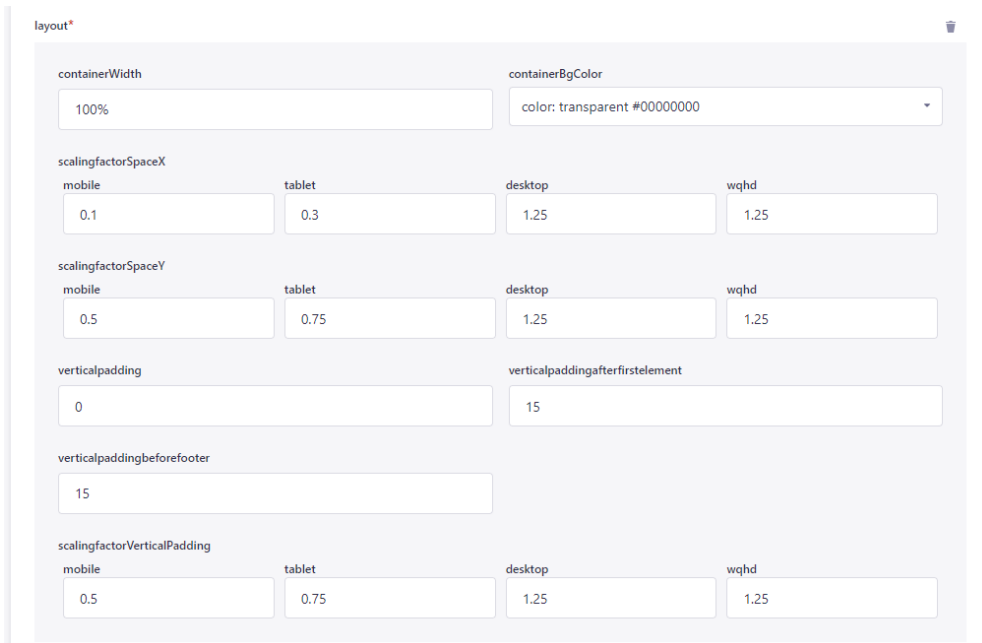 layout*
containerWidth containerBgColor
100% color: transparent #00000000
scalingfactorSpaceX
mobile tablet desktop wqhd
0.1 0.3 1.25 1.25
scalingfactorSpaceY
mobile tablet desktop wqhd
0.5 0.75 1.25 1.25
verticalpadding verticalpaddingafterfirstelement
0 15
verticalpaddingbeforefooter
15
scalingfactorVerticalPadding
mobile tablet desktop wqhd
0.5 0.75 1.25 1.25